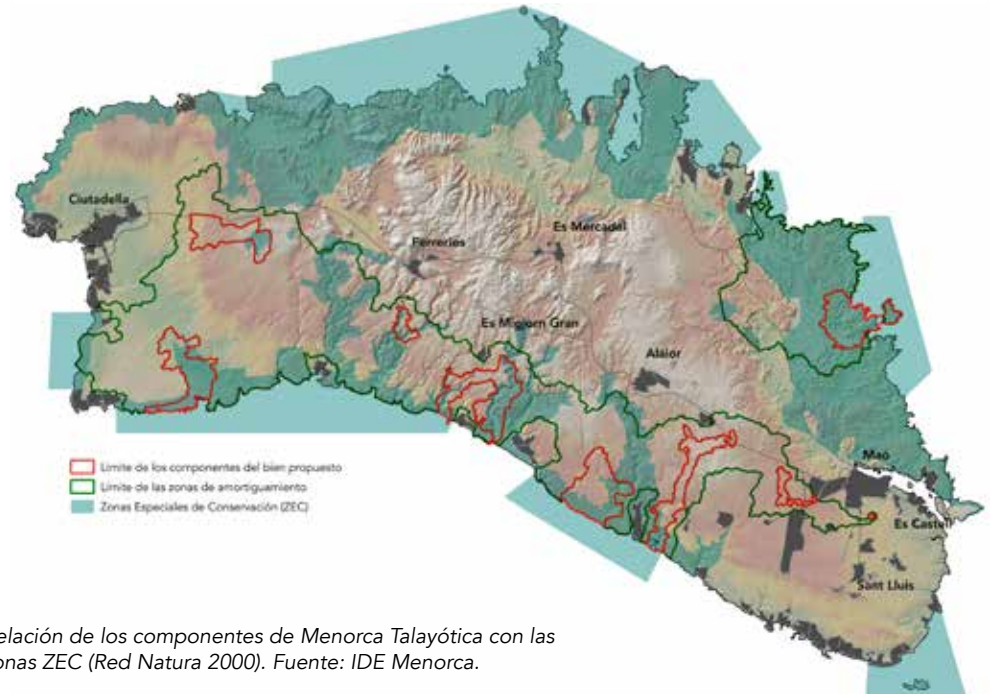 Ciutadella
Ferreries
Es Mercadal
Es Migjorn Gran
Alaior
Maó
Es Castell
Sant Lluís
Límite de los componentes del bien propuesto
Límite de las zonas de amortiguamiento
Zonas Especiales de Conservación (ZEC)
elación de los componentes de Menorca Talayótica con las
onas ZEC (Red Natura 2000). Fuente: IDE Menorca.